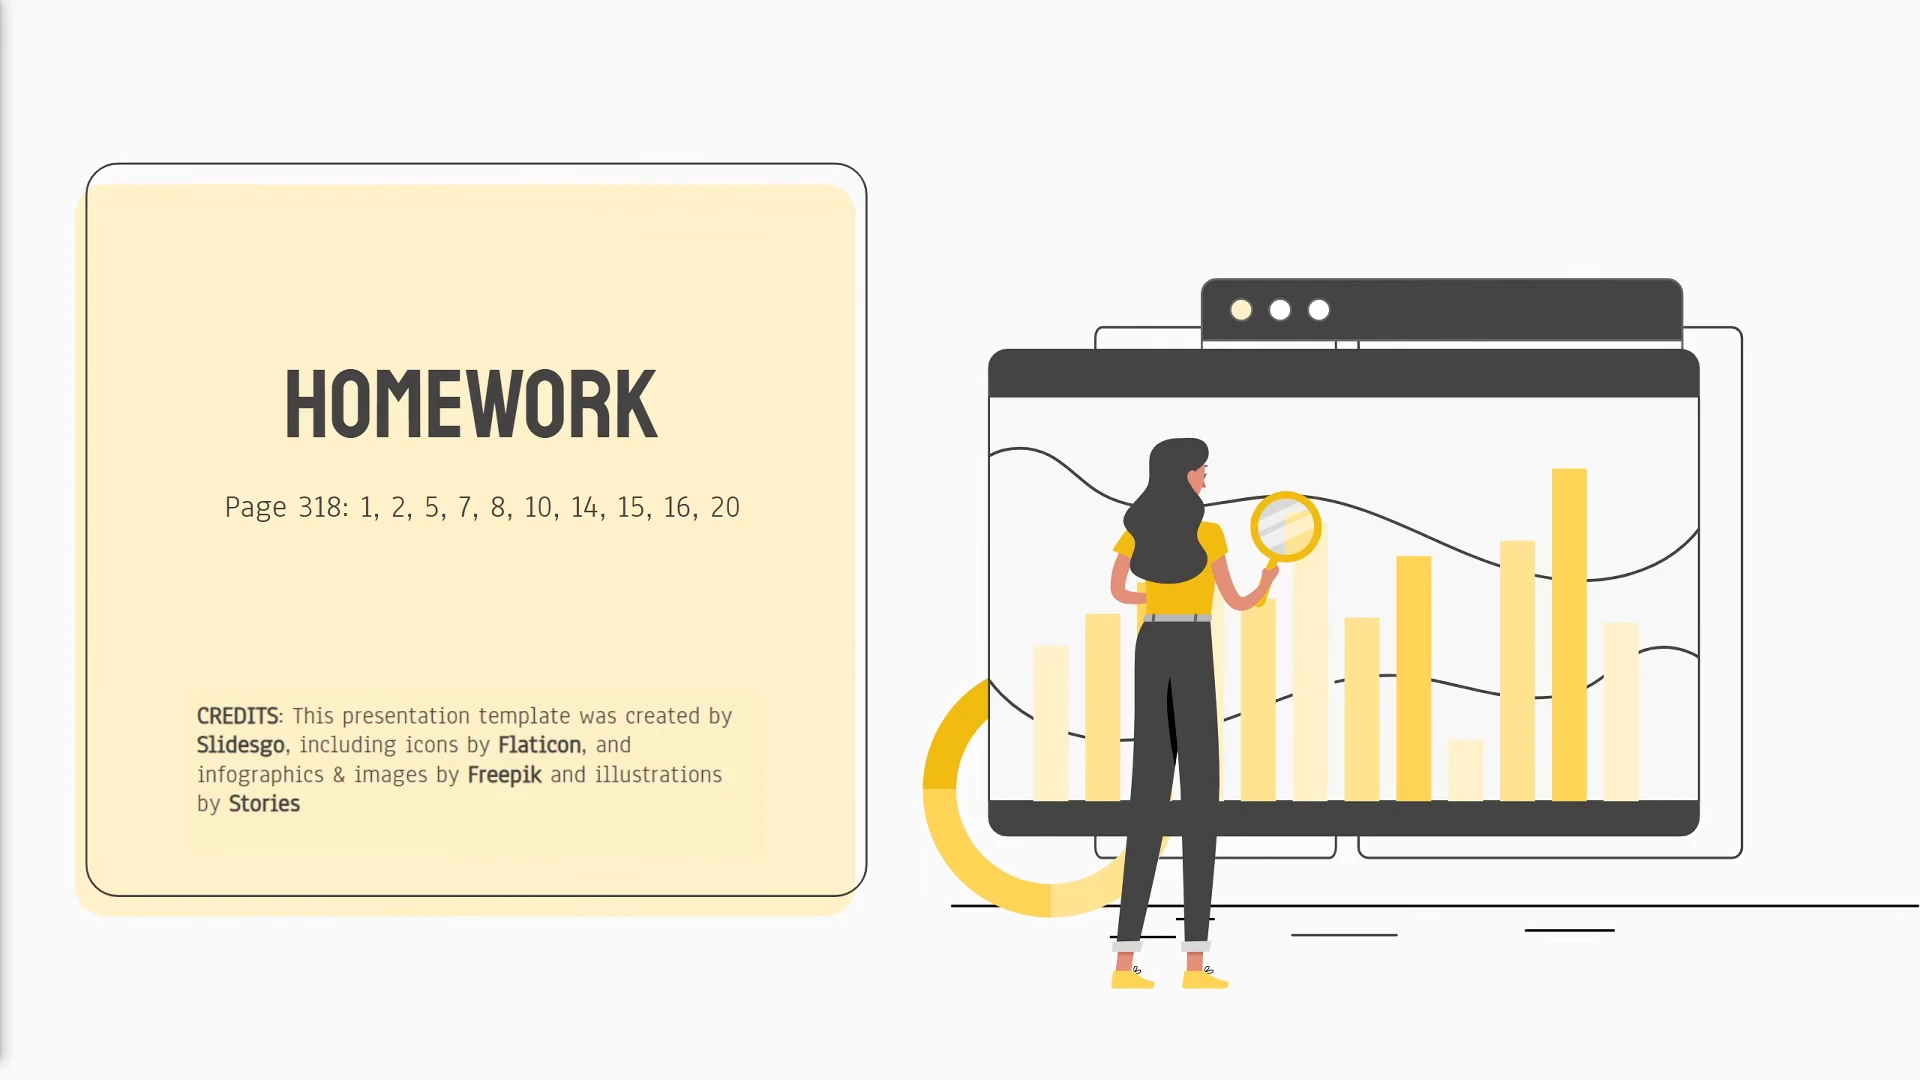 HOMEWORK
Page 318: 1, 2, 5, 7, 8, 10, 14, 15, 16, 20
CREDITS: This presentation template was created by
Slidesgo, including icons by Flaticon, and
infographics & images by Freepik and illustrations
by Stories